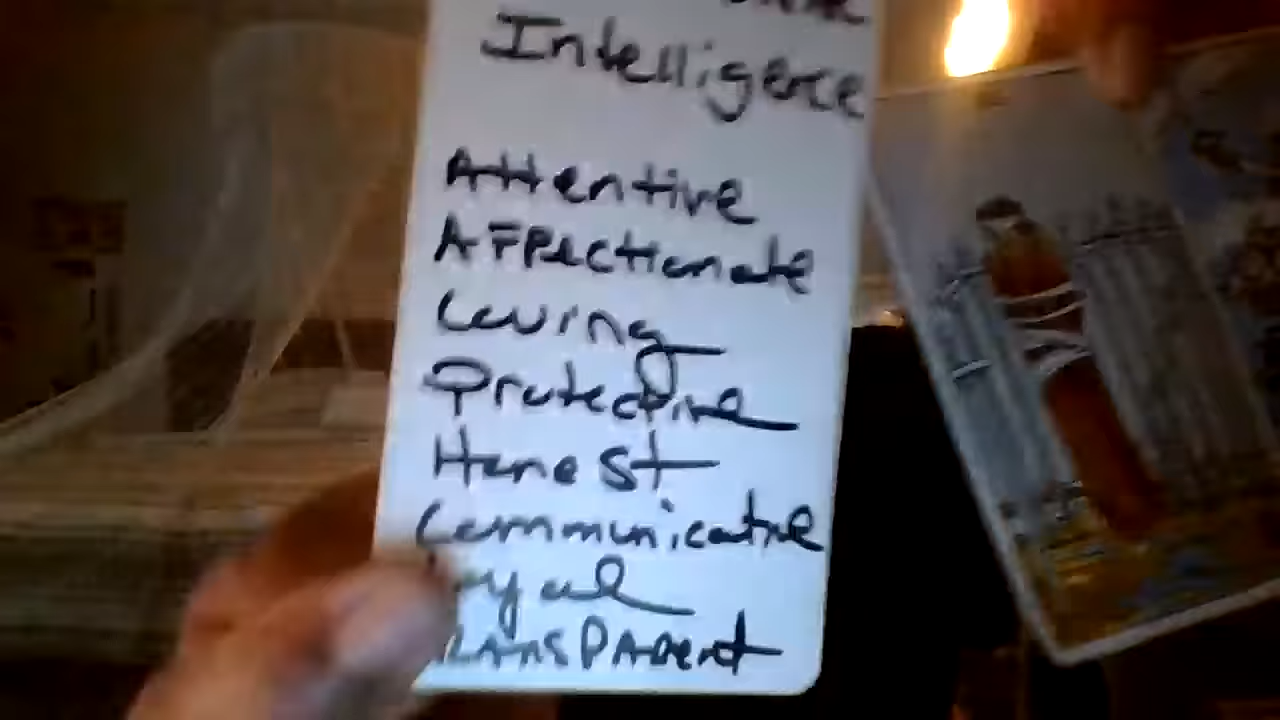 Intelligence
Attentive
Affectionate
Loving
Protective
Honest
Communicative
Loyal
Transparent